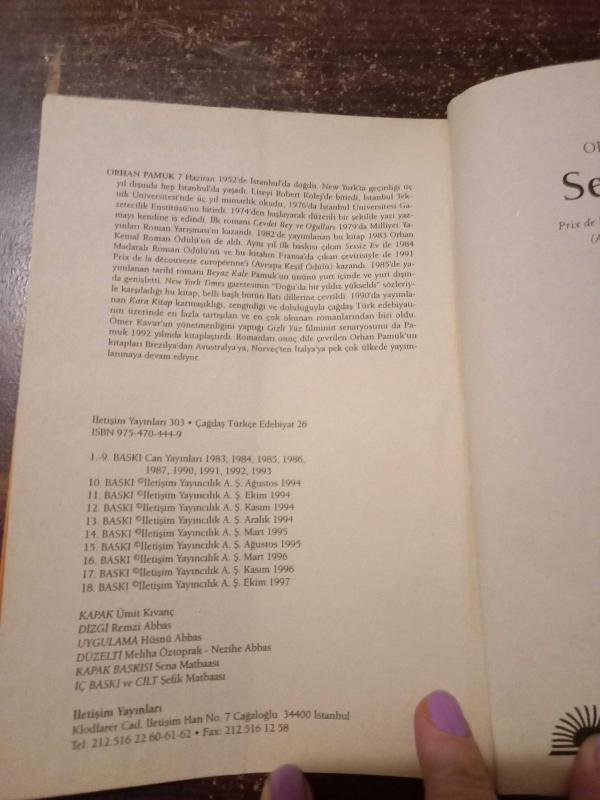 ORHAN PAMUK 7 Haziran 1952'de İstanbul'da doğdu. New York'ta geçirdiği üç
yıl dışında hep İstanbul'da yaşadı. Liseyi Robert Kolej'de bitirdi, İstanbul Tek-
nik Üniversitesi'nde üç yıl mimarlık okudu, 1976'da İstanbul Üniversitesi Ga-
zetecilik Enstitüsü'nü bitirdi. 1974'den başlayarak düzenli bir şekilde yazı yaz-
mayı kendine iş edindi. İlk romanı Cevdet Bey ve Oğulları 1979'da Milliyet Ya-
yınları Roman Yarışması'nı kazandı. 1982'de yayımlanan bu kitap 1983 Orhan
Kemal Roman Ödülü'nü de aldı. Aynı yıl ilk baskısı çıkan Sessiz Ev ile 1984
Madaralı Roman Ödülü'nü ve bu kitabın Fransa'da çıkan çevirisiyle de 1991
Prix de la découverte européenne'i (Avrupa Keşif Ödülü) kazandı. 1985'de ya-
yımlanan tarihi romanı Beyaz Kale Pamuk'un ününü yurt içinde ve yurt dışın-
da genişletti. New York Times gazetesinin "Doğu'da bir yıldız yükseldi" sözleriy-
le karşıladığı bu kitap, belli başlı bütün Batı dillerine çevrildi. 1990'da yayımla-
nan Kara Kitap karmaşıklığı, zenginliği ve doluluğuyla çağdaş Türk edebiyatı-
nın üzerinde en fazla tartışılan ve en çok okunan romanlarından biri oldu.
Ömer Kavur'un yönetmenliğini yaptığı Gizli Yüz filminin senaryosunu da Pa-
muk 1992 yılında kitaplaştırdı. Romanları onüç dile çevrilen Orhan Pamuk'un
kitapları Brezilya'dan Avustralya'ya, Norveç'ten İtalya'ya pek çok ülkede yayım-
lanmaya devam ediyor.
İletişim Yayınları 303 • Çağdaş Türkçe Edebiyat 26
ISBN 975-470-444-9
1.-9. BASKI Can Yayınları 1983, 1984, 1985, 1986,
1987, 1990, 1991, 1992, 1993
10. BASKI ©İletişim Yayıncılık A. Ş. Ağustos 1994
11. BASKI ©İletişim Yayıncılık A. Ş. Ekim 1994
12. BASKI ©İletişim Yayıncılık A. Ş. Kasım 1994
13. BASKI ©İletişim Yayıncılık A. Ş. Aralık 1994
14. BASKI ©İletişim Yayıncılık A. Ş. Mart 1995
15. BASKI ©İletişim Yayıncılık A. Ş. Ağustos 1995
16. BASKI ©İletişim Yayıncılık A. Ş. Mart 1996
17. BASKI ©İletişim Yayıncılık A. Ş. Kasım 1996
18. BASKI ©İletişim Yayıncılık A. Ş. Ekim 1997
KAPAK Ümit Kıvanç
DİZGİ Remzi Abbas
UYGULAMA Hüsnü Abbas
DÜZELTİ Meliha Öztoprak - Nezihe Abbas
KAPAK BASKISI Sena Matbaası
İÇ BASKI ve CİLT Şefik Matbaası
İletişim Yayınları
Klodfarer Cad. İletişim Han No. 7 Cağaloğlu 34400 İstanbul
Tel: 212.516 22 60-61-62 • Fax: 212.516 12 58
Se
Prix de
(A